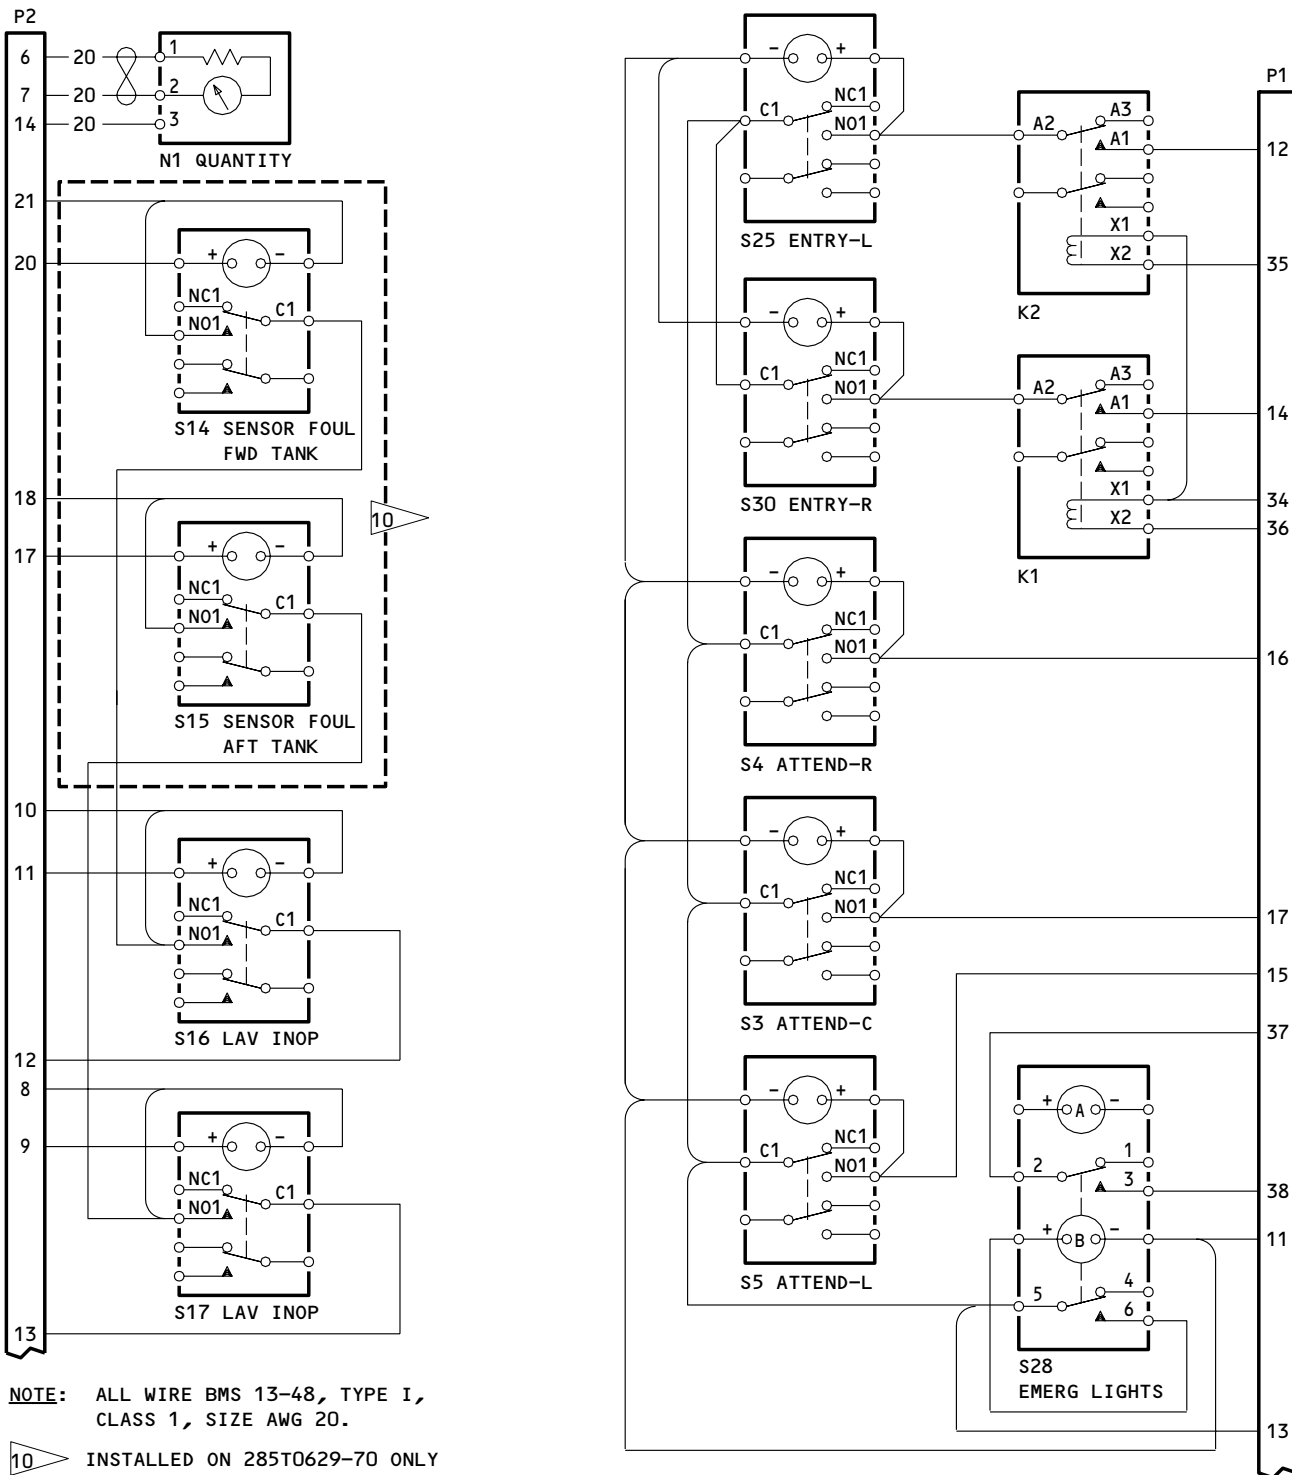 P2
6 20 1
7 20 2
14 20 3
N1 QUANTITY
21
20 + -
NC1
NO1 C1
S14 SENSOR FOUL
FWD TANK
18
10
17 + -
NC1
NO1 C1
S15 SENSOR FOUL
AFT TANK
10
11 + -
NC1
NO1 C1
S16 LAV INOP
12
8
9 + -
NC1
NO1 C1
S17 LAV INOP
13
NOTE: ALL WIRE BMS 13-48, TYPE I,
CLASS 1, SIZE AWG 20.
10 INSTALLED ON 285T0629-70 ONLY
- +
C1 NC1
NO1
S25 ENTRY-L
- +
C1 NC1
NO1
S30 ENTRY-R
- +
C1 NC1
NO1
S4 ATTEND-R
- +
C1 NC1
NO1
S3 ATTEND-C
- +
C1 NC1
NO1
S5 ATTEND-L
P1
A2 A3
A1 12
X1
X2 35
K2
A2 A3
A1 14
X1 34
X2 36
K1
16
17
15
37
+ A -
2 1
3 38
+ B - 11
5 4
6
S28
EMERG LIGHTS
13